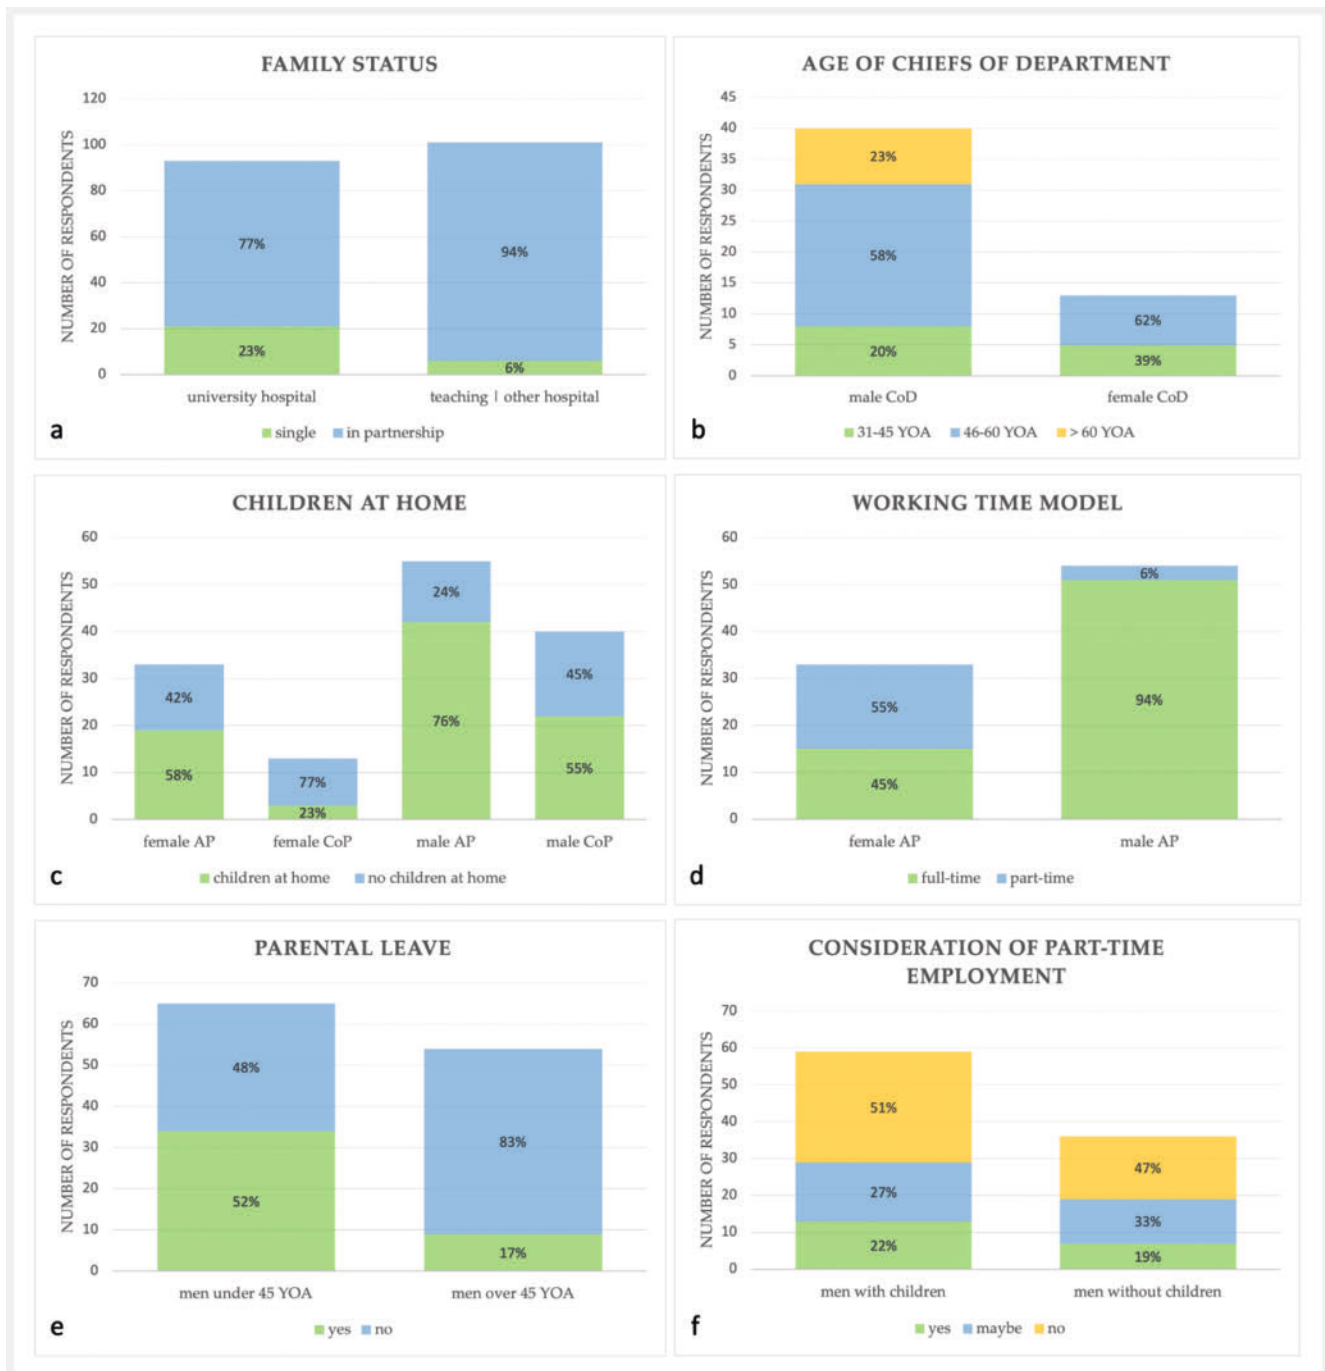 FAMILY STATUS
NUMBER OF RESPONDENTS
120
100
80
60
40
20
0
77%
23%
94%
6%
university hospital
teaching | other hospital
single in partnership
a
AGE OF CHIEFS OF DEPARTMENT
NUMBER OF RESPONDENTS
45
40
35
30
25
20
15
10
5
0
23%
58%
20%
62%
39%
male CoD
female CoD
31-45 YOA 46-60 YOA > 60 YOA
b
CHILDREN AT HOME
NUMBER OF RESPONDENTS
60
50
40
30
20
10
0
42%
58%
77%
23%
24%
76%
45%
55%
female AP
female CoP
male AP
male CoP
children at home no children at home
c
WORKING TIME MODEL
NUMBER OF RESPONDENTS
60
50
40
30
20
10
0
55%
45%
6%
94%
female AP
male AP
full-time part-time
d
PARENTAL LEAVE
NUMBER OF RESPONDENTS
70
60
50
40
30
20
10
0
48%
52%
83%
17%
men under 45 YOA
men over 45 YOA
yes no
e
CONSIDERATION OF PART-TIME
EMPLOYMENT
NUMBER OF RESPONDENTS
70
60
50
40
30
20
10
0
51%
27%
22%
47%
33%
19%
men with children
men without children
yes maybe no
f